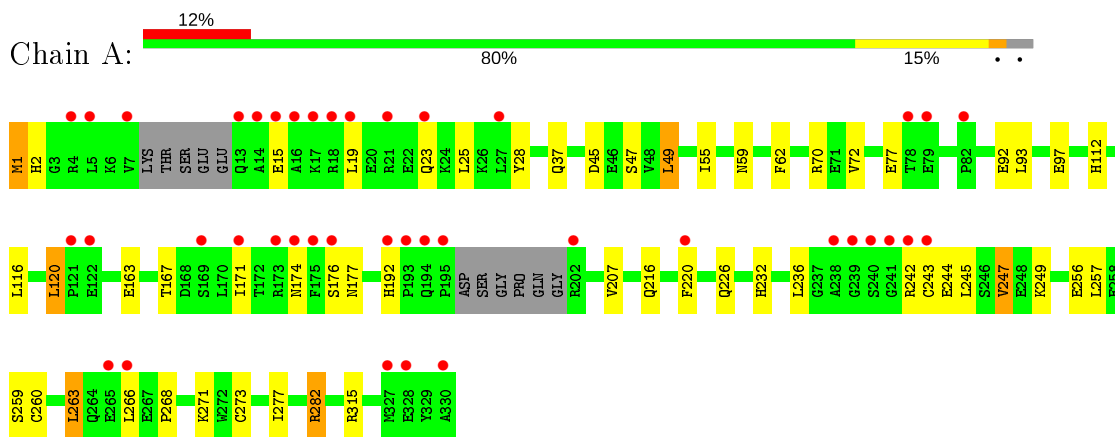 12%
Chain A:
80% 15% • •
M1 H2 G3 R4 L5 K6 V7 LYS THR SER GLU GLU Q13 A14 E15 A16 K17 R18 L19 E20 R21 E22 Q23 K24 L25 K26 L27 Y28 Q37 D45 E46 S47 V48 L49 I55 N59 F62 R70 E71 V72 E77 T78 E79 P82 E92 L93 E97 H112
L116 L120 P121 E122 E163 T167 D168 S169 L170 I171 T172 R173 N174 F175 S176 N177 H192 P193 Q194 P195 ASP SER GLY PRO GLN GLY R202 V207 Q216 F220 Q226 H232 L236 G237 A238 G239 S240 G241 R242 C243 E244 L245 S246 V247 E248 K249 E256 L257 E258
S259 C260 L263 Q264 E265 L266 E267 P268 K271 W272 C273 I277 R282 R315 M327 E328 Y329 A330